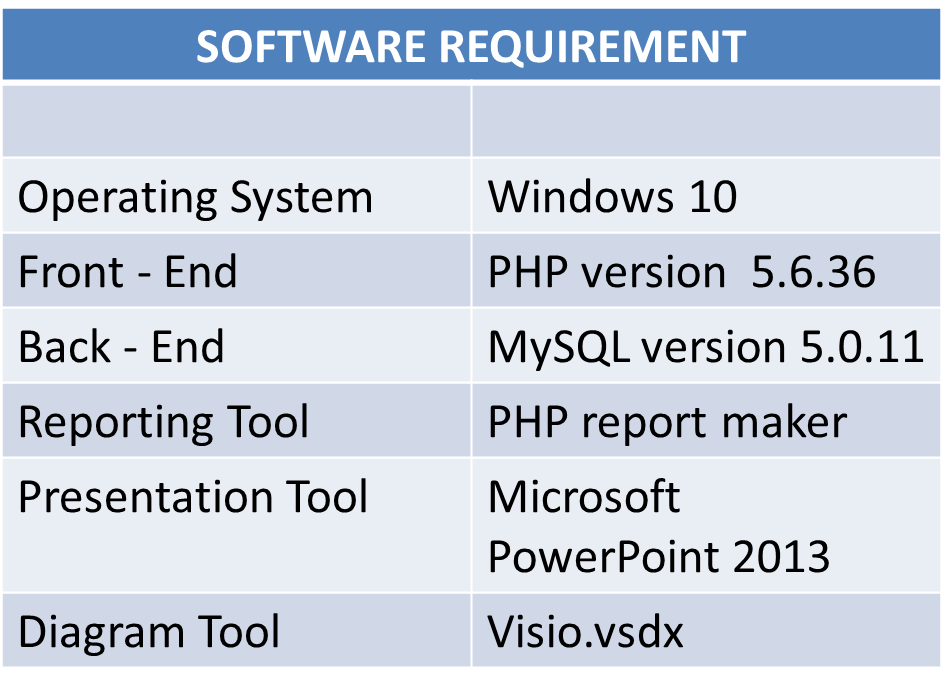 SOFTWARE REQUIREMENT
Operating System Windows 10
Front - End PHP version  5.6.36
Back - End MySQL version 5.0.11
Reporting Tool PHP report maker
Presentation Tool Microsoft
PowerPoint 2013
Diagram Tool Visio.vsdx